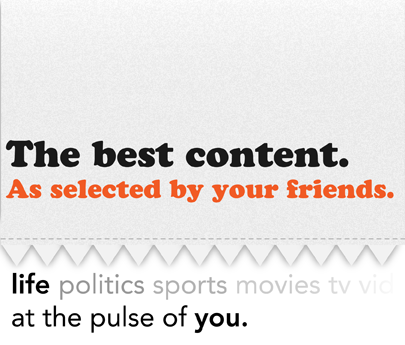 The best content.
As selected by your friends.
life politics sports movies tv vid
at the pulse of you.